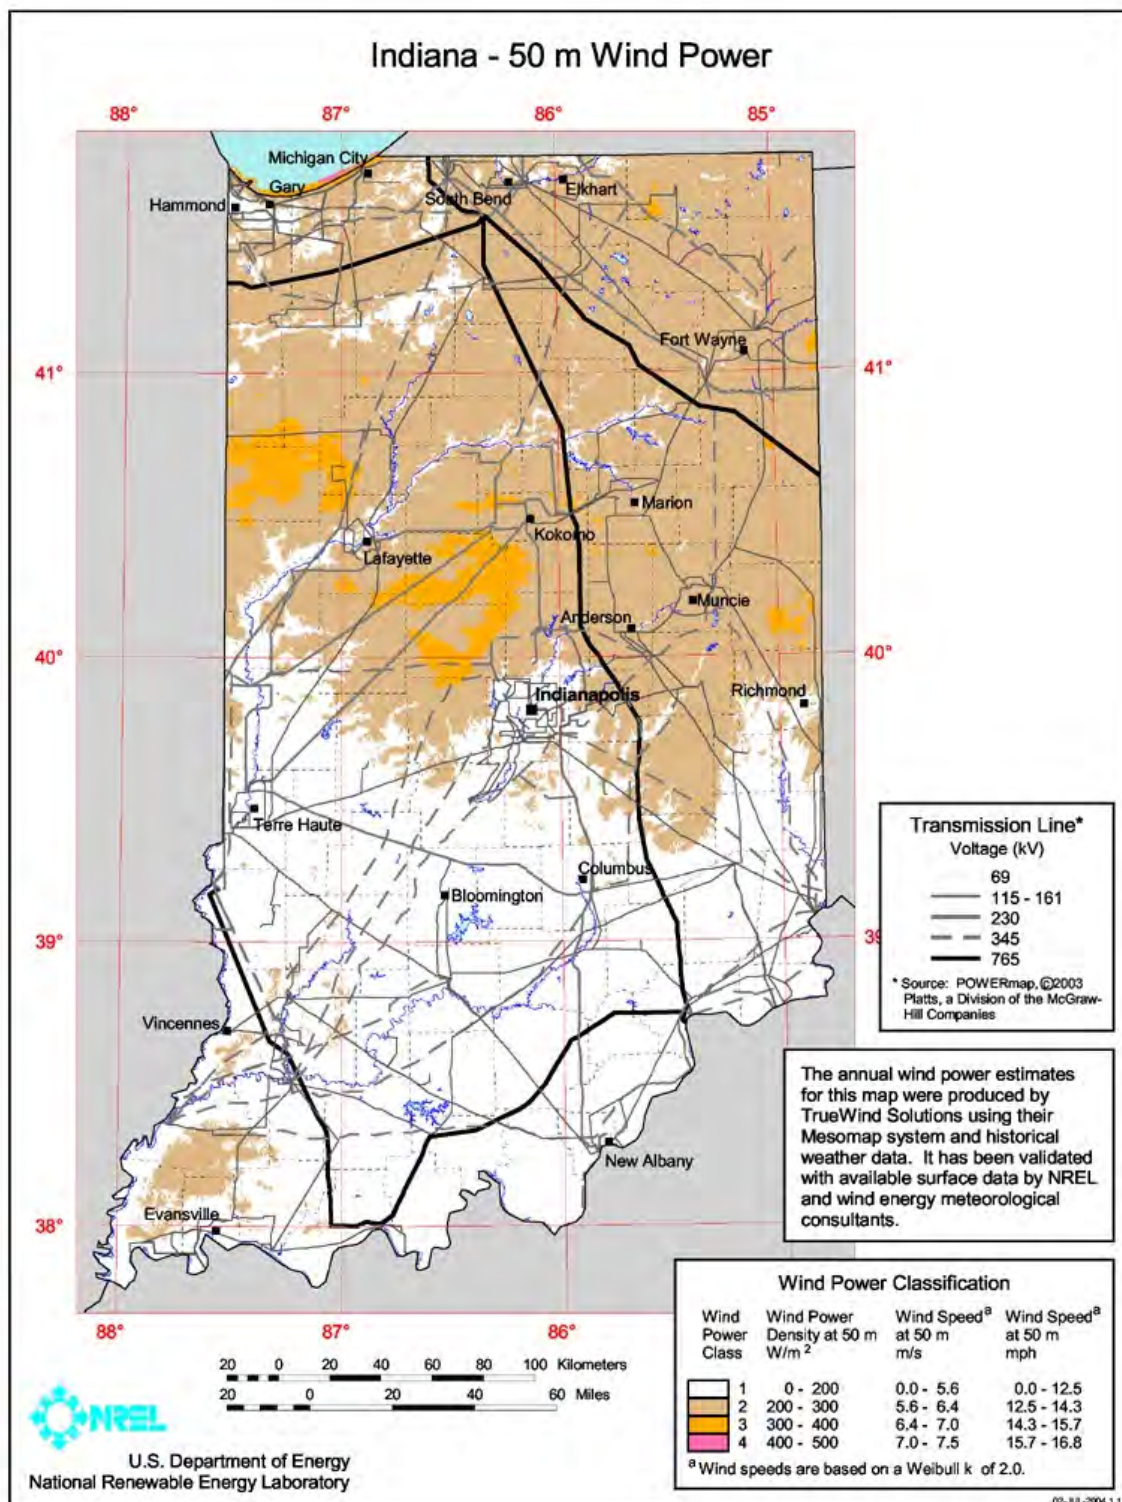 Indiana - 50 m Wind Power
88° 87° 86° 85°
Michigan City
Gary
Hammond
South Bend
Elkhart
Fort Wayne
41° 41°
Marion
Kokomo
Lafayette
Muncie
Anderson
40° 40°
Richmond
Indianapolis
Terre Haute
Columbus
Bloomington
39° 39
Vincennes
New Albany
Evansville
38°
88° 87° 86°
Transmission Line*
Voltage (kV)
69
115 - 161
230
345
765
* Source: POWERmap, ©2003
Platts, a Division of the McGraw-
Hill Companies
The annual wind power estimates
for this map were produced by
TrueWind Solutions using their
Mesomap system and historical
weather data. It has been validated
with available surface data by NREL
and wind energy meteorological
consultants.
Wind Power Classification
Wind Wind Power Wind Speed a Wind Speed a
Power Density at 50 m at 50 m at 50 m
Class W/m 2 m/s mph
1 0 - 200 0.0 - 5.6 0.0 - 12.5
2 200 - 300 5.6 - 6.4 12.5 - 14.3
3 300 - 400 6.4 - 7.0 14.3 - 15.7
4 400 - 500 7.0 - 7.5 15.7 - 16.8
a Wind speeds are based on a Weibull k of 2.0.
20 0 20 40 60 80 100 Kilometers
20 0 20 40 60 Miles
NREL
U.S. Department of Energy
National Renewable Energy Laboratory